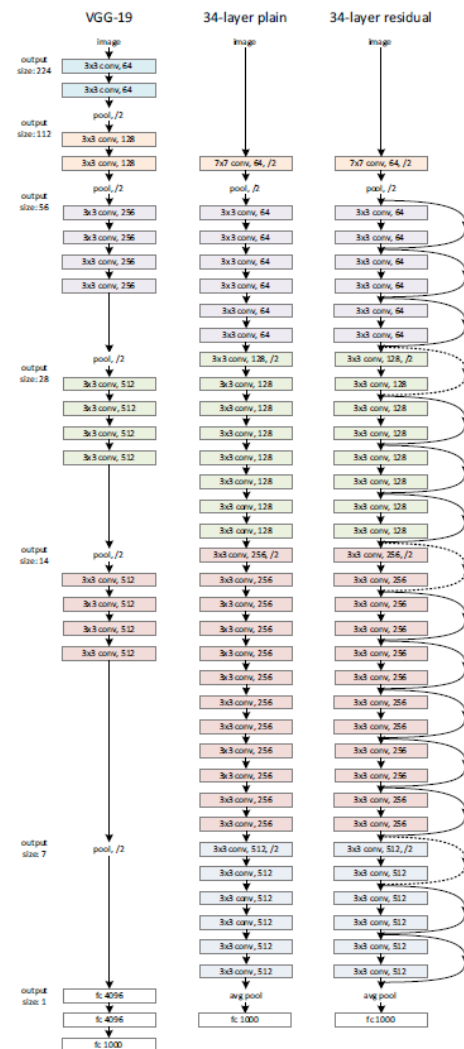 output
size: 224
output
size: 112
output
size: 56
output
size: 28
output
size: 14
output
size: 7
output
size: 1
VGG-19
image
3x3 conv, 64
3x3 conv, 64
pool, /2
3x3 conv, 128
3x3 conv, 128
pool, /2
3x3 conv, 256
3x3 conv, 256
3x3 conv, 256
3x3 conv, 256
pool, /2
3x3 conv, 512
3x3 conv, 512
3x3 conv, 512
3x3 conv, 512
pool, /2
3x3 conv, 512
3x3 conv, 512
3x3 conv, 512
3x3 conv, 512
pool, /2
fc 4096
fc 4096
fc 1000
34-layer plain
image
7x7 conv, 64, /2
pool, /2
3x3 conv, 64
3x3 conv, 64
3x3 conv, 64
3x3 conv, 64
3x3 conv, 64
3x3 conv, 64
3x3 conv, 128, /2
3x3 conv, 128
3x3 conv, 128
3x3 conv, 128
3x3 conv, 128
3x3 conv, 128
3x3 conv, 128
3x3 conv, 128
3x3 conv, 256, /2
3x3 conv, 256
3x3 conv, 256
3x3 conv, 256
3x3 conv, 256
3x3 conv, 256
3x3 conv, 256
3x3 conv, 256
3x3 conv, 256
3x3 conv, 256
3x3 conv, 256
3x3 conv, 256
3x3 conv, 512, /2
3x3 conv, 512
3x3 conv, 512
3x3 conv, 512
3x3 conv, 512
3x3 conv, 512
avg pool
fc 1000
34-layer residual
image
7x7 conv, 64, /2
pool, /2
3x3 conv, 64
3x3 conv, 64
3x3 conv, 64
3x3 conv, 64
3x3 conv, 64
3x3 conv, 64
3x3 conv, 128, /2
3x3 conv, 128
3x3 conv, 128
3x3 conv, 128
3x3 conv, 128
3x3 conv, 128
3x3 conv, 128
3x3 conv, 128
3x3 conv, 256, /2
3x3 conv, 256
3x3 conv, 256
3x3 conv, 256
3x3 conv, 256
3x3 conv, 256
3x3 conv, 256
3x3 conv, 256
3x3 conv, 256
3x3 conv, 256
3x3 conv, 256
3x3 conv, 256
3x3 conv, 512, /2
3x3 conv, 512
3x3 conv, 512
3x3 conv, 512
3x3 conv, 512
3x3 conv, 512
avg pool
fc 1000